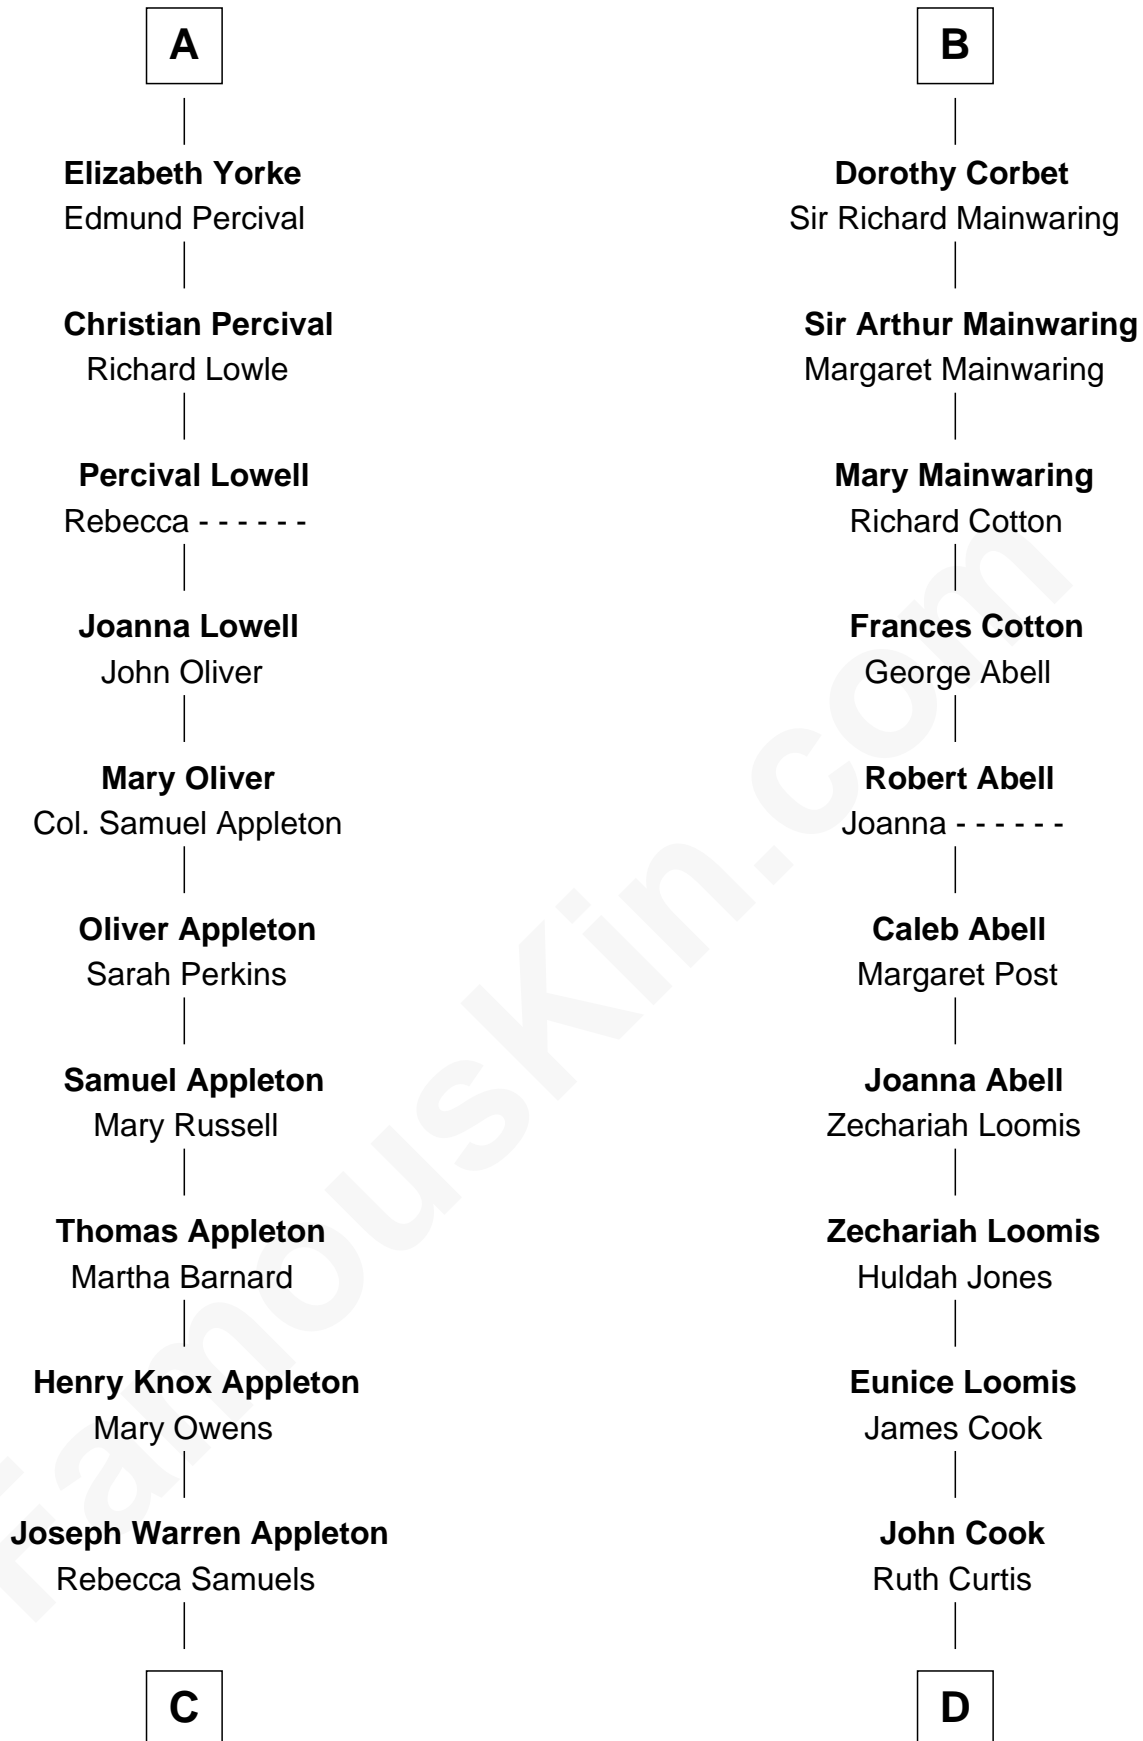 A
Elizabeth Yorke
Edmund Percival
Christian Percival
Richard Lowle
Percival Lowell
Rebecca - - - - - -
Joanna Lowell
John Oliver
Mary Oliver
Col. Samuel Appleton
Oliver Appleton
Sarah Perkins
Samuel Appleton
Mary Russell
Thomas Appleton
Martha Barnard
Henry Knox Appleton
Mary Owens
Joseph Warren Appleton
Rebecca Samuels
C
B
Dorothy Corbet
Sir Richard Mainwaring
Sir Arthur Mainwaring
Margaret Mainwaring
Mary Mainwaring
Richard Cotton
Frances Cotton
George Abell
Robert Abell
Joanna - - - - - -
Caleb Abell
Margaret Post
Joanna Abell
Zechariah Loomis
Zechariah Loomis
Huldah Jones
Eunice Loomis
James Cook
John Cook
Ruth Curtis
D
FamousKin.com